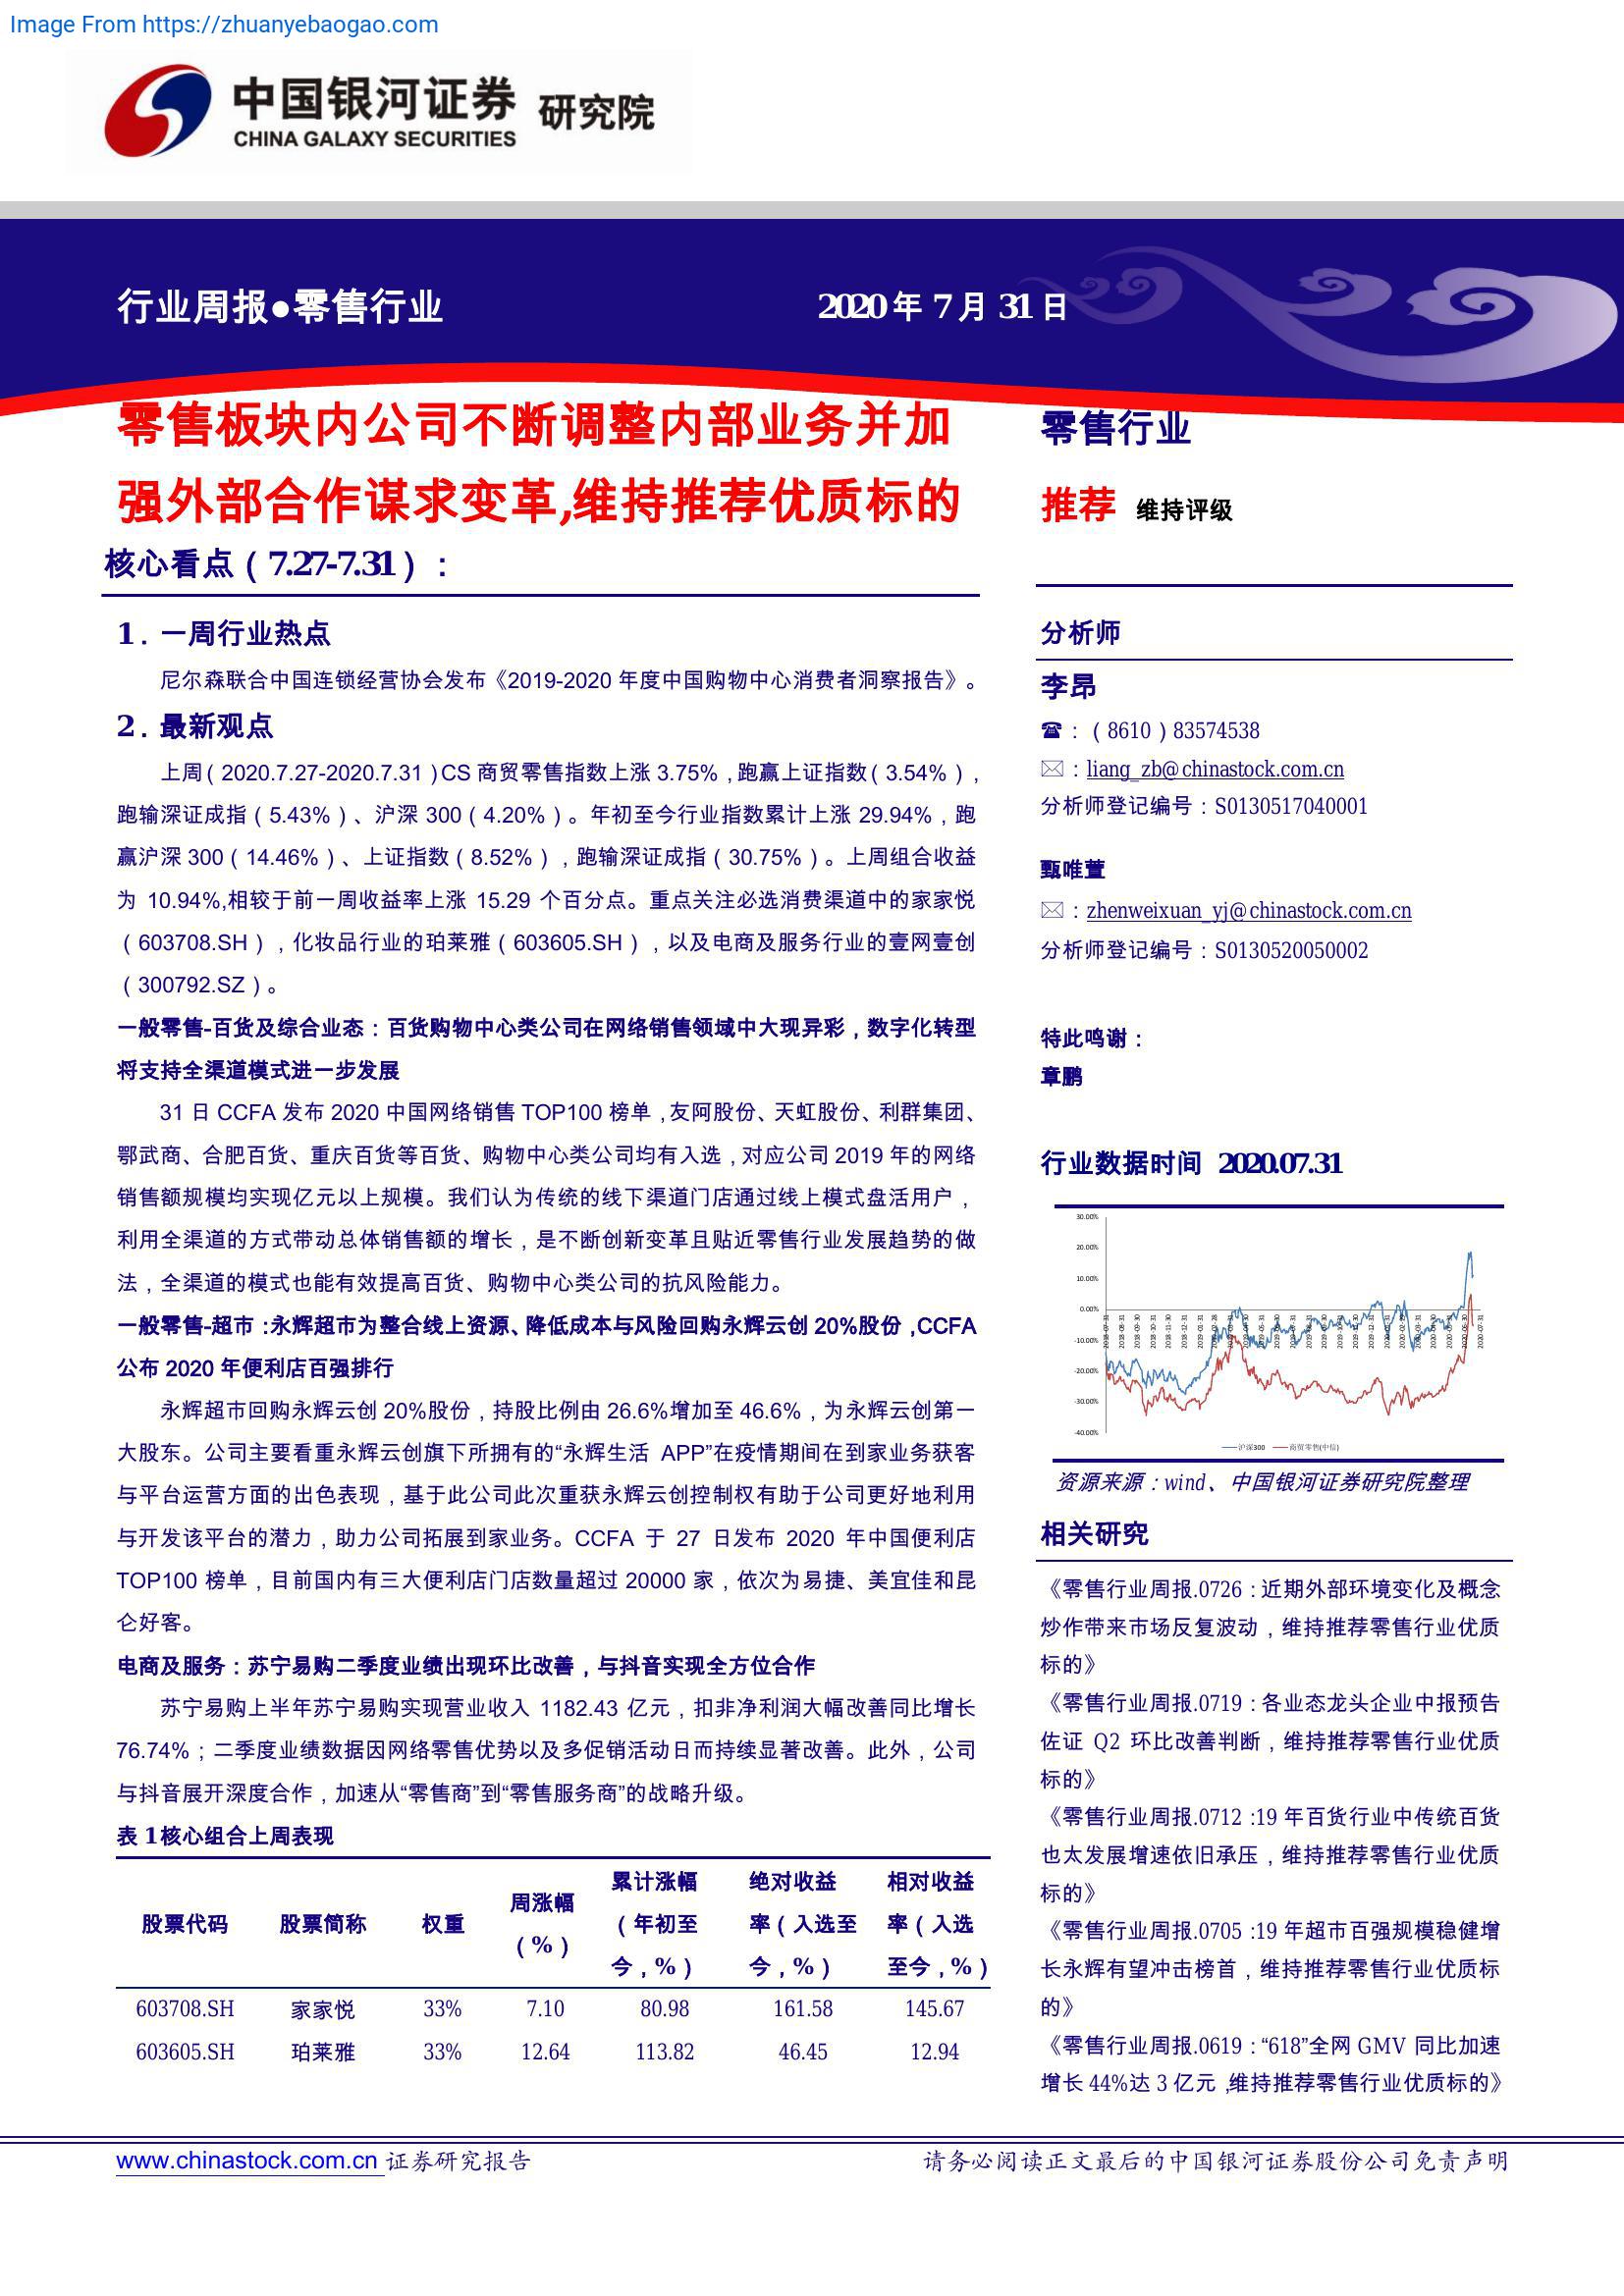 Image From https://zhuanyebaogao.com
中国银河证券 研究院
CHINA GALAXY SECURITIES
行业周报●零售行业
2020年7月31日
零售板块内公司不断调整内部业务并加
强外部合作谋求变革,维持推荐优质标的
核心看点(7.27-7.31):
1. 一周行业热点
尼尔森联合中国连锁经营协会发布《2019-2020 年度中国购物中心消费者洞察报告》。
2. 最新观点
上周(2020.7.27-2020.7.31)CS 商贸零售指数上涨 3.75%,跑赢上证指数(3.54%),
跑输深证成指(5.43%)、沪深 300(4.20%)。年初至今行业指数累计上涨 29.94%,跑
赢沪深 300(14.46%)、上证指数(8.52%),跑输深证成指(30.75%)。上周组合收益
为 10.94%,相较于前一周收益率上涨 15.29 个百分点。重点关注必选消费渠道中的家家悦
(603708.SH),化妆品行业的珀莱雅(603605.SH),以及电商及服务行业的壹网壹创
(300792.SZ)。
一般零售-百货及综合业态:百货购物中心类公司在网络销售领域中大现异彩,数字化转型
将支持全渠道模式进一步发展
31 日 CCFA 发布 2020 中国网络销售 TOP100 榜单,友阿股份、天虹股份、利群集团、
鄂武商、合肥百货、重庆百货等百货、购物中心类公司均有入选,对应公司 2019 年的网络
销售额规模均实现亿元以上规模。我们认为传统的线下渠道门店通过线上模式盘活用户,
利用全渠道的方式带动总体销售额的增长,是不断创新变革且贴近零售行业发展趋势的做
法,全渠道的模式也能有效提高百货、购物中心类公司的抗风险能力。
一般零售-超市:永辉超市为整合线上资源、降低成本与风险回购永辉云创 20%股份,CCFA
公布 2020 年便利店百强排行
永辉超市回购永辉云创 20%股份,持股比例由 26.6%增加至 46.6%,为永辉云创第一
大股东。公司主要看重永辉云创旗下所拥有的“永辉生活 APP”在疫情期间在到家业务获客
与平台运营方面的出色表现,基于此公司此次重获永辉云创控制权有助于公司更好地利用
与开发该平台的潜力,助力公司拓展到家业务。CCFA 于 27 日发布 2020 年中国便利店
TOP100 榜单,目前国内有三大便利店门店数量超过 20000 家,依次为易捷、美宜佳和昆
仑好客。
电商及服务:苏宁易购二季度业绩出现环比改善,与抖音实现全方位合作
苏宁易购上半年苏宁易购实现营业收入 1182.43 亿元,扣非净利润大幅改善同比增长
76.74%;二季度业绩数据因网络零售优势以及多促销活动日而持续显著改善。此外,公司
与抖音展开深度合作,加速从“零售商”到“零售服务商”的战略升级。
表 1核心组合上周表现
股票代码 股票简称 权重 周涨幅(%) 累计涨幅(年初至今,%) 绝对收益率(入选至今,%) 相对收益率(入选至今,%)
603708.SH 家家悦 33% 7.10 80.98 161.58 145.67
603605.SH 珀莱雅 33% 12.64 113.82 46.45 12.94
零售行业
推荐 维持评级
分析师
李昂
☎:(8610)83574538
✉:liang_zb@chinastock.com.cn
分析师登记编号:S0130517040001
甄唯萱
✉:zhenweixuan_yj@chinastock.com.cn
分析师登记编号:S0130520050002
特此鸣谢:
章鹏
行业数据时间 2020.07.31
30.00%
20.00%
10.00%
0.00%
-10.00%
-20.00%
-30.00%
-40.00%
沪深300 商贸零售(中信)
资源来源:wind、中国银河证券研究院整理
相关研究
《零售行业周报.0726:近期外部环境变化及概念
炒作带来市场反复波动,维持推荐零售行业优质
标的》
《零售行业周报.0719:各业态龙头企业中报预告
佐证 Q2 环比改善判断,维持推荐零售行业优质
标的》
《零售行业周报.0712:19 年百货行业中传统百货
也太发展增速依旧承压,维持推荐零售行业优质
标的》
《零售行业周报.0705:19 年超市百强规模稳健增
长永辉有望冲击榜首,维持推荐零售行业优质标
的》
《零售行业周报.0619:“618”全网 GMV 同比加速
增长 44%达 3 亿元,维持推荐零售行业优质标的》
www.chinastock.com.cn 证券研究报告
请务必阅读正文最后的中国银河证券股份公司免责声明